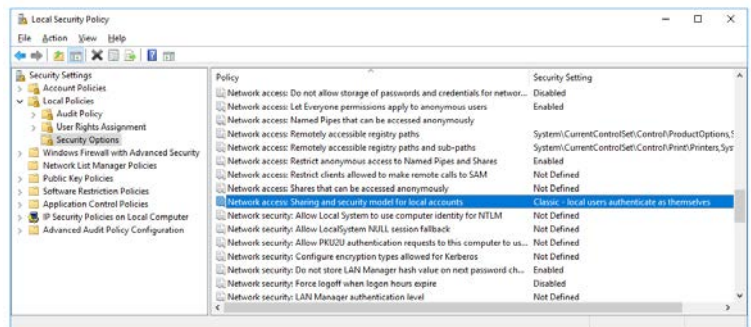 Local Security Policy
File Action View Help
Security Settings
Account Policies
Local Policies
Audit Policy
User Rights Assignment
Security Options
Windows Firewall with Advanced Security
Network List Manager Policies
Public Key Policies
Software Restriction Policies
Application Control Policies
IP Security Policies on Local Computer
Advanced Audit Policy Configuration
Policy Security Setting
Network access: Do not allow storage of passwords and credentials for networ... Disabled
Network access: Let Everyone permissions apply to anonymous users Enabled
Network access: Named Pipes that can be accessed anonymously
Network access: Remotely accessible registry paths System\CurrentControlSet\Control\ProductOptions,S
Network access: Remotely accessible registry paths and sub-paths System\CurrentControlSet\Control\Print\Printers,Sys
Network access: Restrict anonymous access to Named Pipes and Shares Enabled
Network access: Restrict clients allowed to make remote calls to SAM Not Defined
Network access: Shares that can be accessed anonymously Not Defined
Network access: Sharing and security model for local accounts Classic - local users authenticate as themselves
Network security: Allow Local System to use computer identity for NTLM Not Defined
Network security: Allow LocalSystem NULL session fallback Not Defined
Network security: Allow PKU2U authentication requests to this computer to us... Not Defined
Network security: Configure encryption types allowed for Kerberos Not Defined
Network security: Do not store LAN Manager hash value on next password ch... Enabled
Network security: Force logoff when logon hours expire Disabled
Network security: LAN Manager authentication level Not Defined